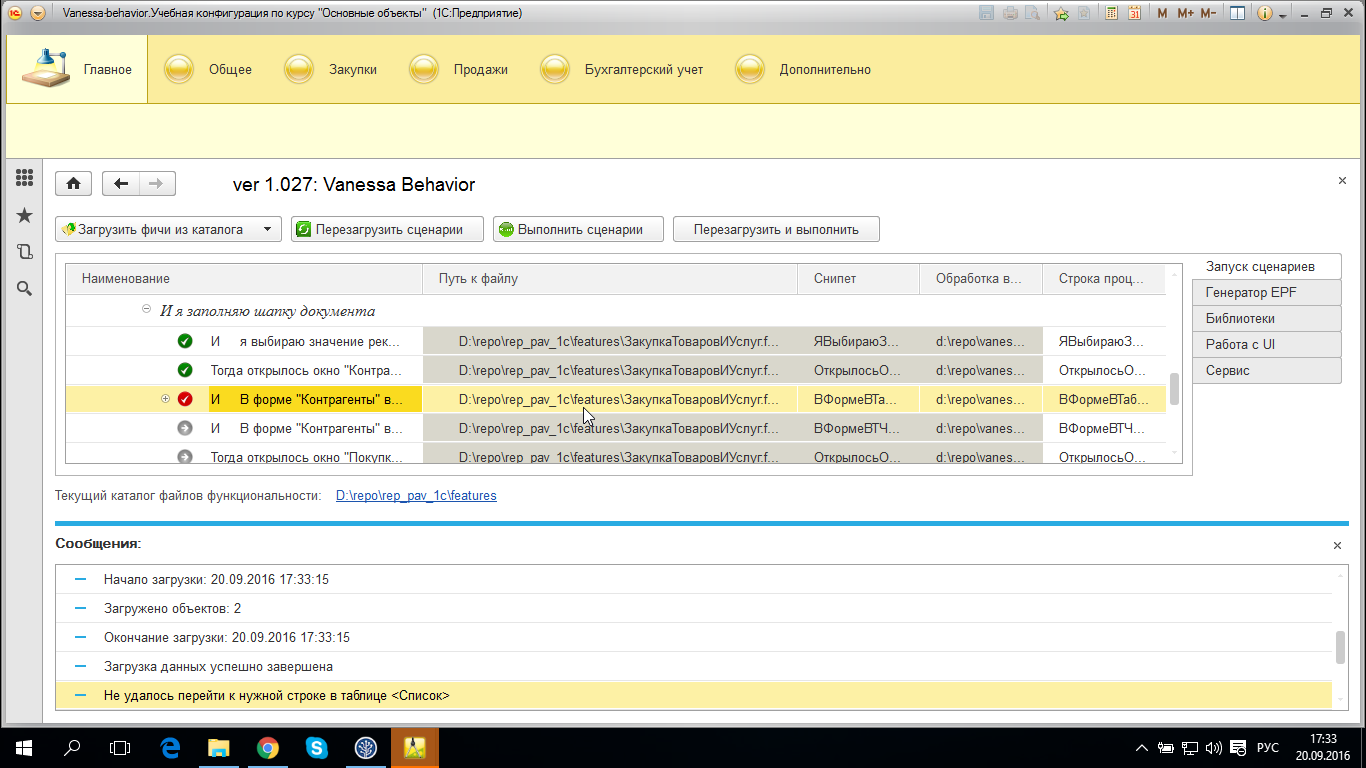 Vanessa-behavior.Учебная конфигурация по курсу "Основные объекты" (1С:Предприятие)
M M+ M-
31
Главное
Общее
Закупки
Продажи
Бухгалтерский учет
Дополнительно
ver 1.027: Vanessa Behavior
Загрузить фичи из каталога
Перезагрузить сценарии
Выполнить сценарии
Перезагрузить и выполнить
Наименование Путь к файлу Снипет Обработка в... Строка проц...
И я заполняю шапку документа
И я выбираю значение рек... D:\repo\rep_pav_1c\features\ЗакупкаТоваровИУслуг.f... ЯВыбираюЗ... d:\repo\vanes... ЯВыбираюЗ...
Тогда открылось окно "Контра... D:\repo\rep_pav_1c\features\ЗакупкаТоваровИУслуг.f... ОткрылосьО... d:\repo\vanes... ОткрылосьО...
И В форме "Контрагенты" в... D:\repo\rep_pav_1c\features\ЗакупкаТоваровИУслуг.f... ВФормеВТа... d:\repo\vanes... ВФормеВТаб...
И В форме "Контрагенты" в... D:\repo\rep_pav_1c\features\ЗакупкаТоваровИУслуг.f... ВФормеВТЧ... d:\repo\vanes... ВФормеВТЧ...
Тогда открылось окно "Покупк... D:\repo\rep_pav_1c\features\ЗакупкаТоваровИУслуг.f... ОткрылосьО... d:\repo\vanes... ОткрылосьО...
Запуск сценариев
Генератор EPF
Библиотеки
Работа с UI
Сервис
Текущий каталог файлов функциональности: D:\repo\rep_pav_1c\features
Сообщения:
Начало загрузки: 20.09.2016 17:33:15
Загружено объектов: 2
Окончание загрузки: 20.09.2016 17:33:15
Загрузка данных успешно завершена
Не удалось перейти к нужной строке в таблице <Список>
РУС
17:33
20.09.2016